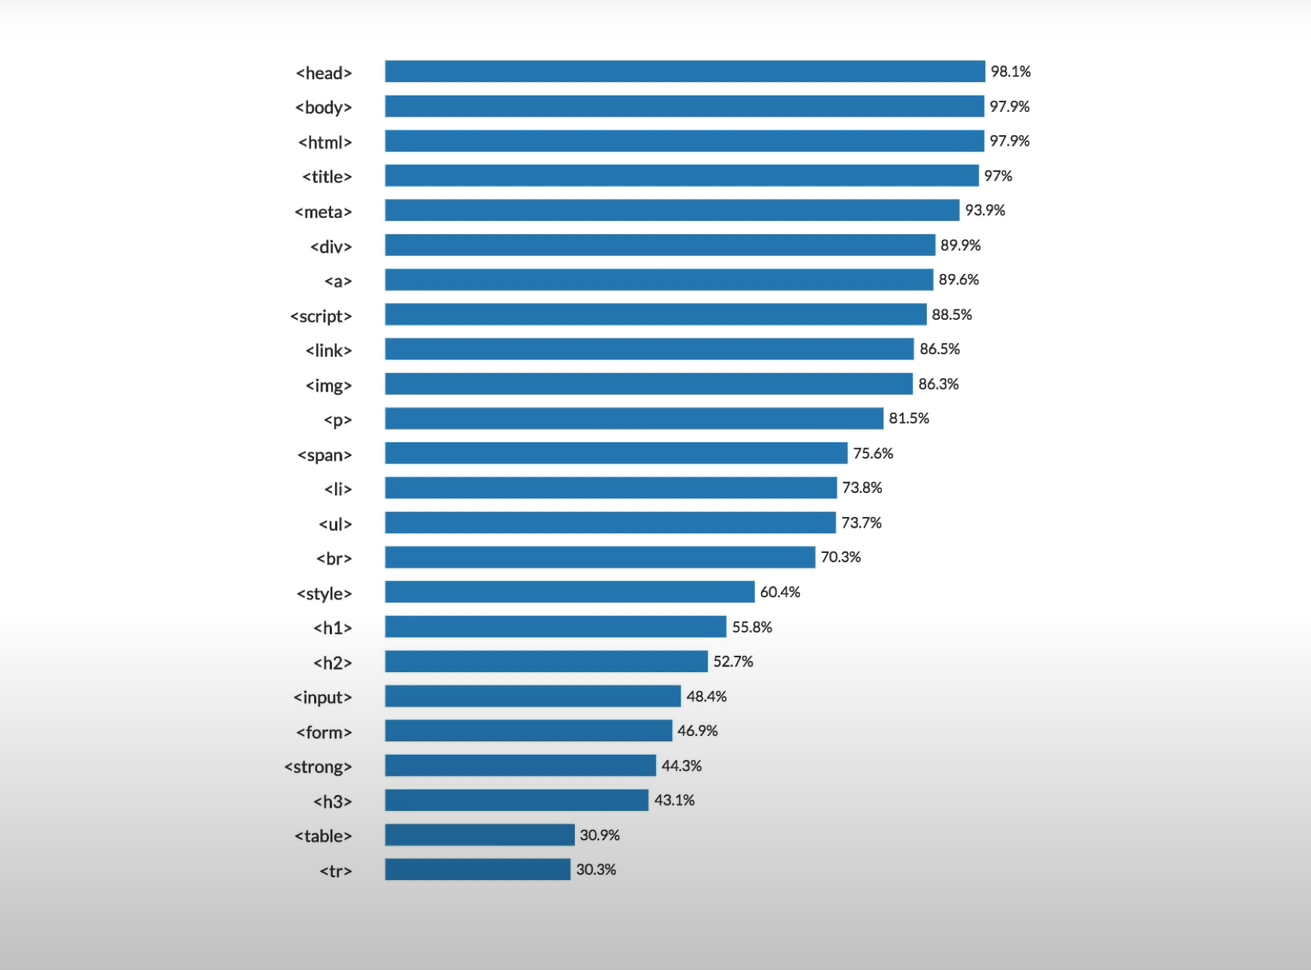 <head> 98.1%
<body> 97.9%
<html> 97.9%
<title> 97%
<meta> 93.9%
<div> 89.9%
<a> 89.6%
<script> 88.5%
<link> 86.5%
<img> 86.3%
<p> 81.5%
<span> 75.6%
<li> 73.8%
<ul> 73.7%
<br> 70.3%
<style> 60.4%
<h1> 55.8%
<h2> 52.7%
<input> 48.4%
<form> 46.9%
<strong> 44.3%
<h3> 43.1%
<table> 30.9%
<tr> 30.3%